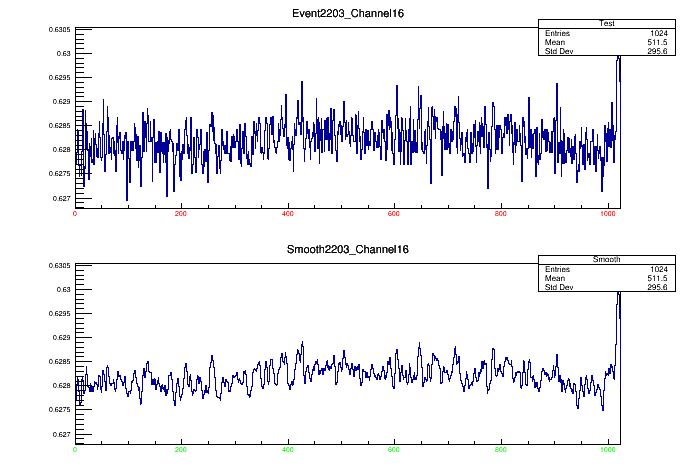 Event2203_Channel16
Test
Entries 1024
Mean 511.5
Std Dev 295.6
0.6305
0.63
0.6295
0.629
0.6285
0.628
0.6275
0.627
0 200 400 600 800 1000
Smooth2203_Channel16
Smooth
Entries 1024
Mean 511.5
Std Dev 295.6
0.6305
0.63
0.6295
0.629
0.6285
0.628
0.6275
0.627
0 200 400 600 800 1000